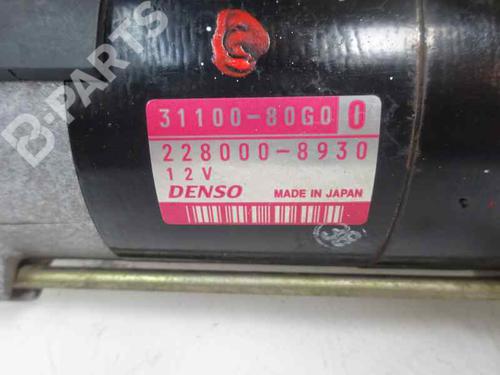 B-PARTS
31100-80G0 0
228000-8930
12V
DENSO MADE IN JAPAN